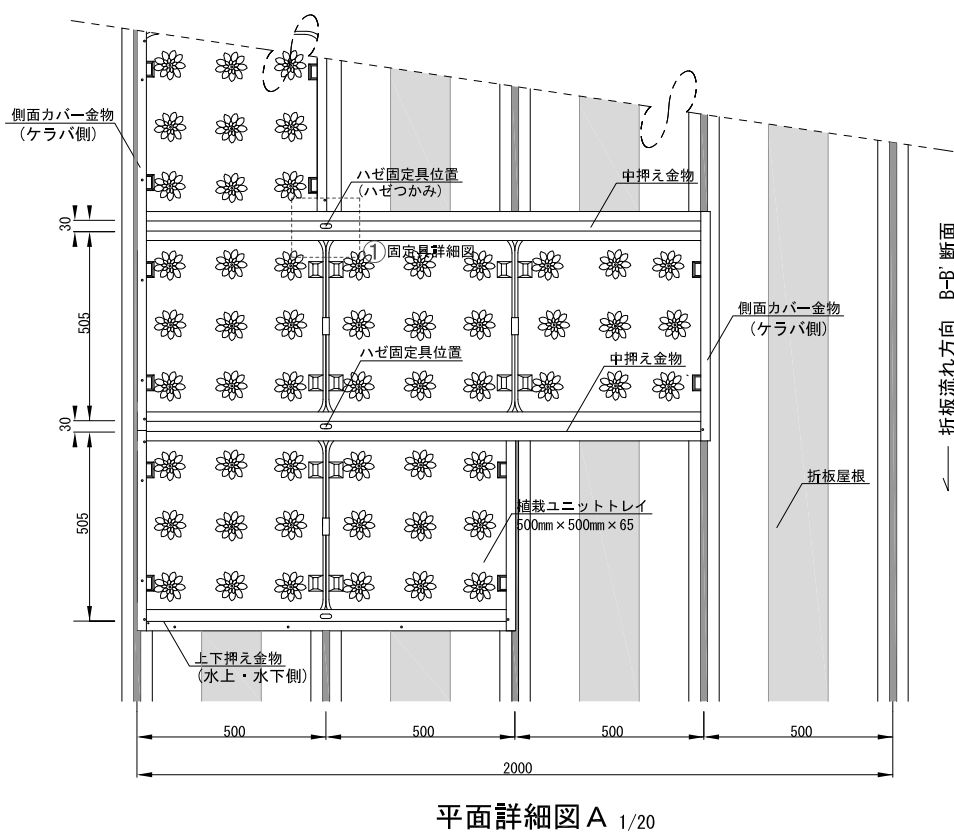 側面カバー金物
(ケラバ側)
ハゼ固定具位置
(ハゼつかみ)
中押え金物
30
① 固定具詳細図
505
側面カバー金物
(ケラバ側)
B-B' 断面
折板流れ方向
ハゼ固定具位置
中押え金物
30
505
折板屋根
植栽ユニットトレイ
500mm×500mm×65
上下押え金物
(水上・水下側)
500
500
500
500
2000
平面詳細図A 1/20